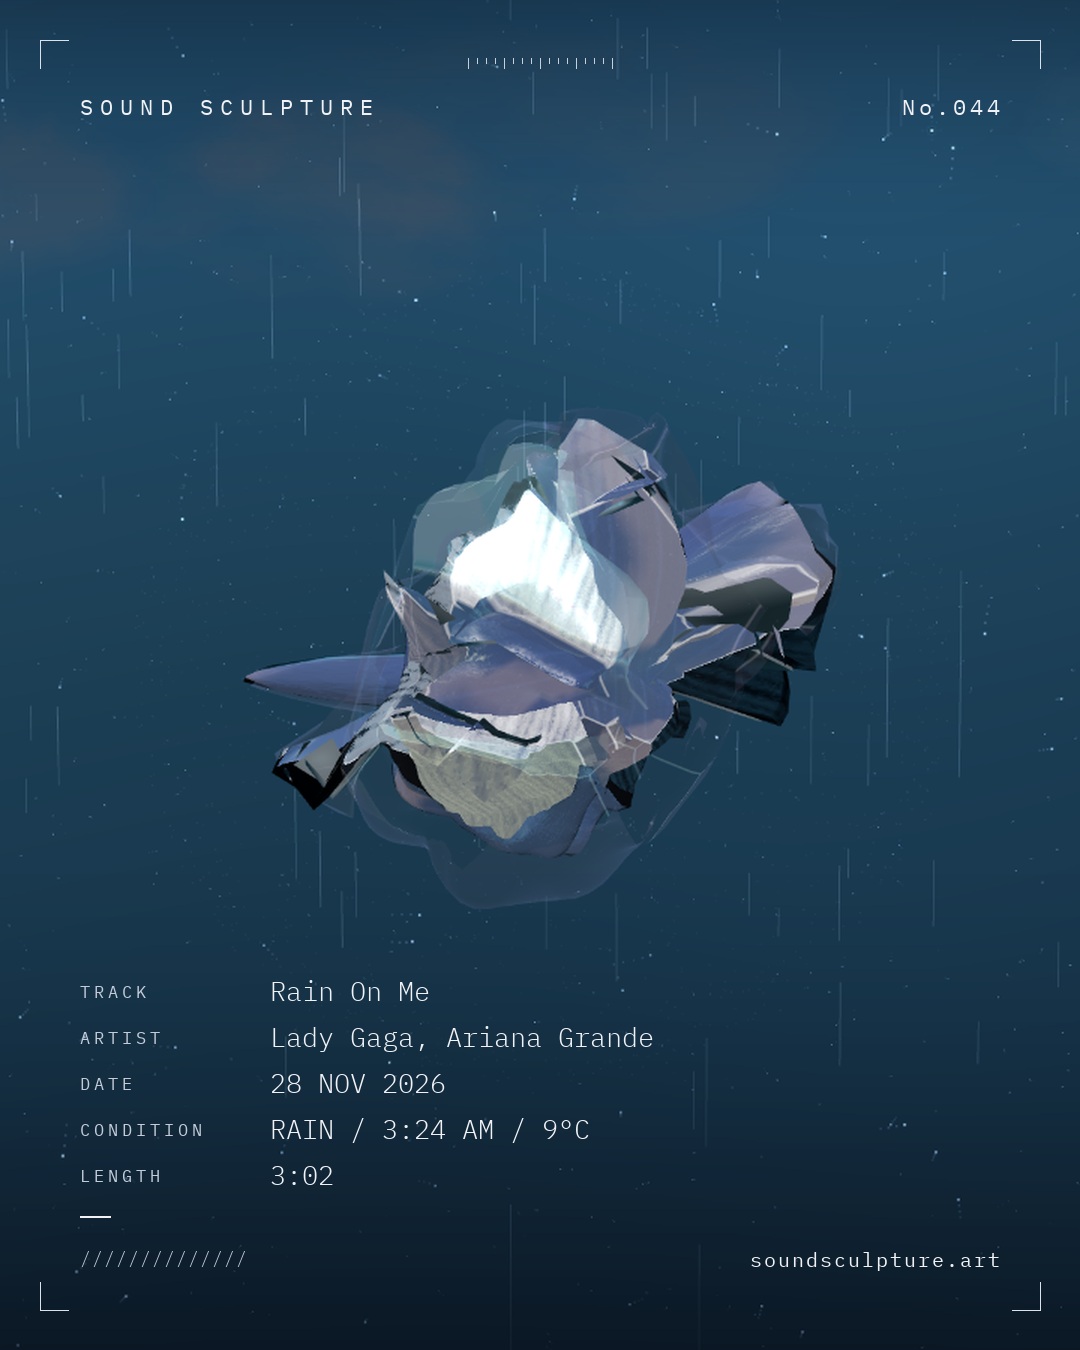 SOUND SCULPTURE
No.044
TRACK Rain On Me
ARTIST Lady Gaga, Ariana Grande
DATE 28 NOV 2026
CONDITION RAIN / 3:24 AM / 9°C
LENGTH 3:02
//////////////
soundsculpture.art